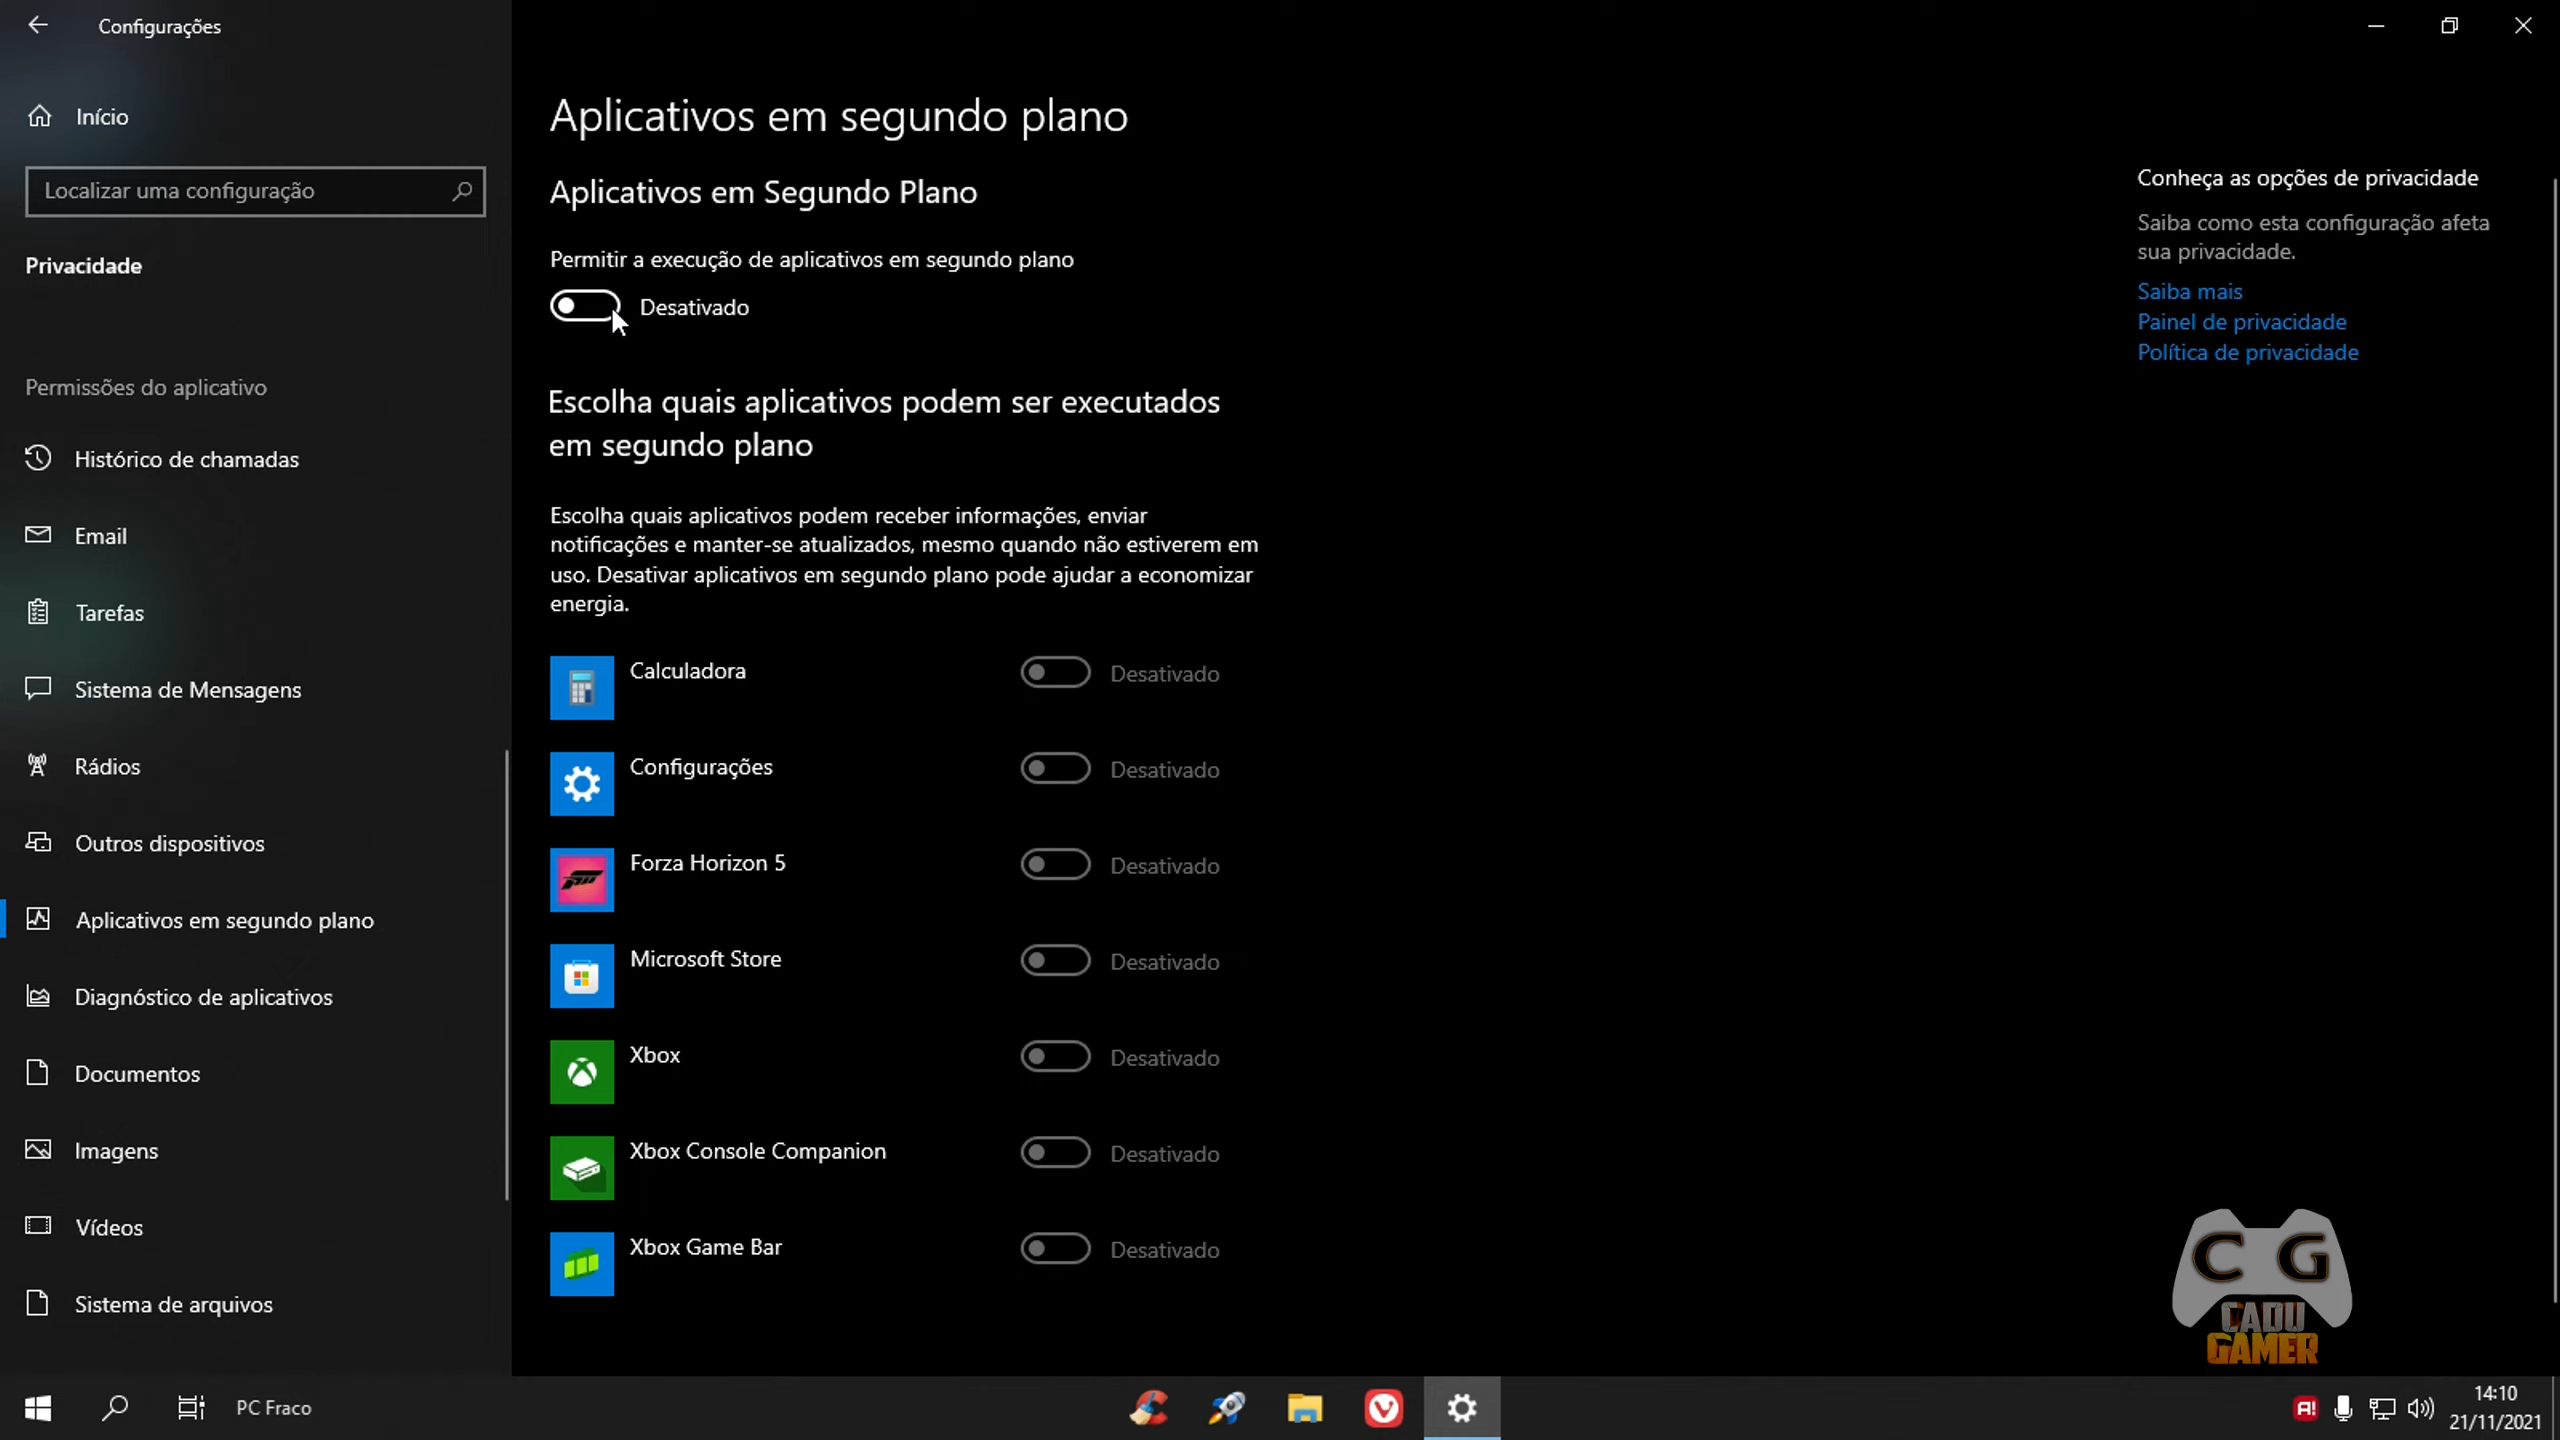 Configurações
Início
Localizar uma configuração
Privacidade
Permissões do aplicativo
Histórico de chamadas
Email
Tarefas
Sistema de Mensagens
Rádios
Outros dispositivos
Aplicativos em segundo plano
Diagnóstico de aplicativos
Documentos
Imagens
Vídeos
Sistema de arquivos
Aplicativos em segundo plano
Aplicativos em Segundo Plano
Permitir a execução de aplicativos em segundo plano
Desativado
Escolha quais aplicativos podem ser executados
em segundo plano
Escolha quais aplicativos podem receber informações, enviar
notificações e manter-se atualizados, mesmo quando não estiverem em
uso. Desativar aplicativos em segundo plano pode ajudar a economizar
energia.
Calculadora Desativado
Configurações Desativado
Forza Horizon 5 Desativado
Microsoft Store Desativado
Xbox Desativado
Xbox Console Companion Desativado
Xbox Game Bar Desativado
Conheça as opções de privacidade
Saiba como esta configuração afeta
sua privacidade.
Saiba mais
Painel de privacidade
Política de privacidade
C G
CADU
GAMER
PC Fraco
A!
14:10
21/11/2021